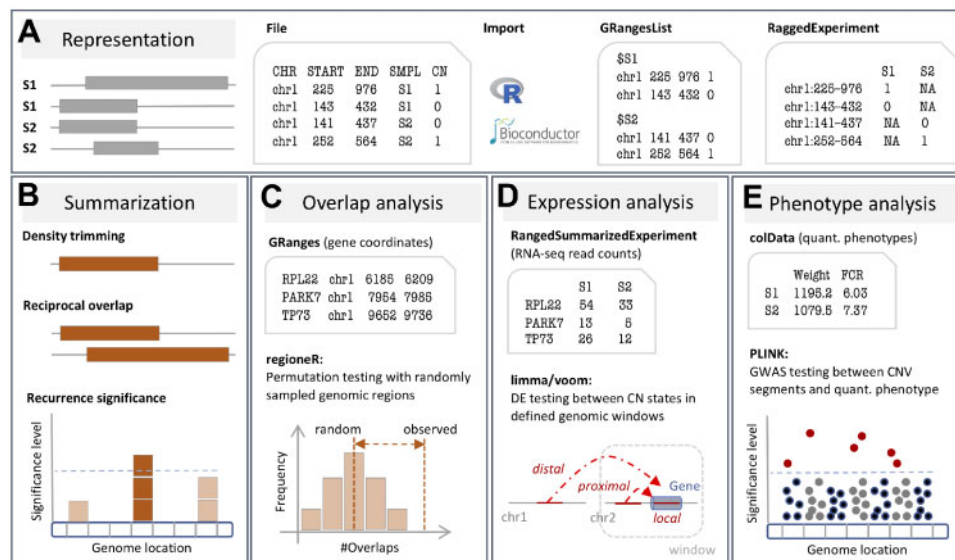 A Representation
S1
S1
S2
S2
File
CHR START END SMPL CN
chr1 225 976 S1 1
chr1 143 432 S1 0
chr1 141 437 S2 0
chr1 252 564 S2 1
Import
R
Bioconductor
GRangesList
$S1
chr1 225 976 1
chr1 143 432 0
$S2
chr1 141 437 0
chr1 252 564 1
RaggedExperiment
S1 S2
chr1:225-976 1 NA
chr1:143-432 0 NA
chr1:141-437 NA 0
chr1:252-564 NA 1
B Summarization
Density trimming
Reciprocal overlap
Recurrence significance
Significance level
Genome location
C Overlap analysis
GRanges (gene coordinates)
RPL22 chr1 6185 6209
PARK7 chr1 7954 7985
TP73 chr1 9652 9736
regioneR:
Permutation testing with randomly
sampled genomic regions
random observed
Frequency
#Overlaps
D Expression analysis
RangedSummarizedExperiment
(RNA-seq read counts)
S1 S2
RPL22 54 33
PARK7 13 5
TP73 26 12
limma/voom:
DE testing between CN states in
defined genomic windows
distal
proximal
Gene
local
chr1
chr2
window
E Phenotype analysis
colData (quant. phenotypes)
Weight FCR
S1 1195.2 6.03
S2 1079.5 7.37
PLINK:
GWAS testing between CNV
segments and quant. phenotype
Significance level
Genome location